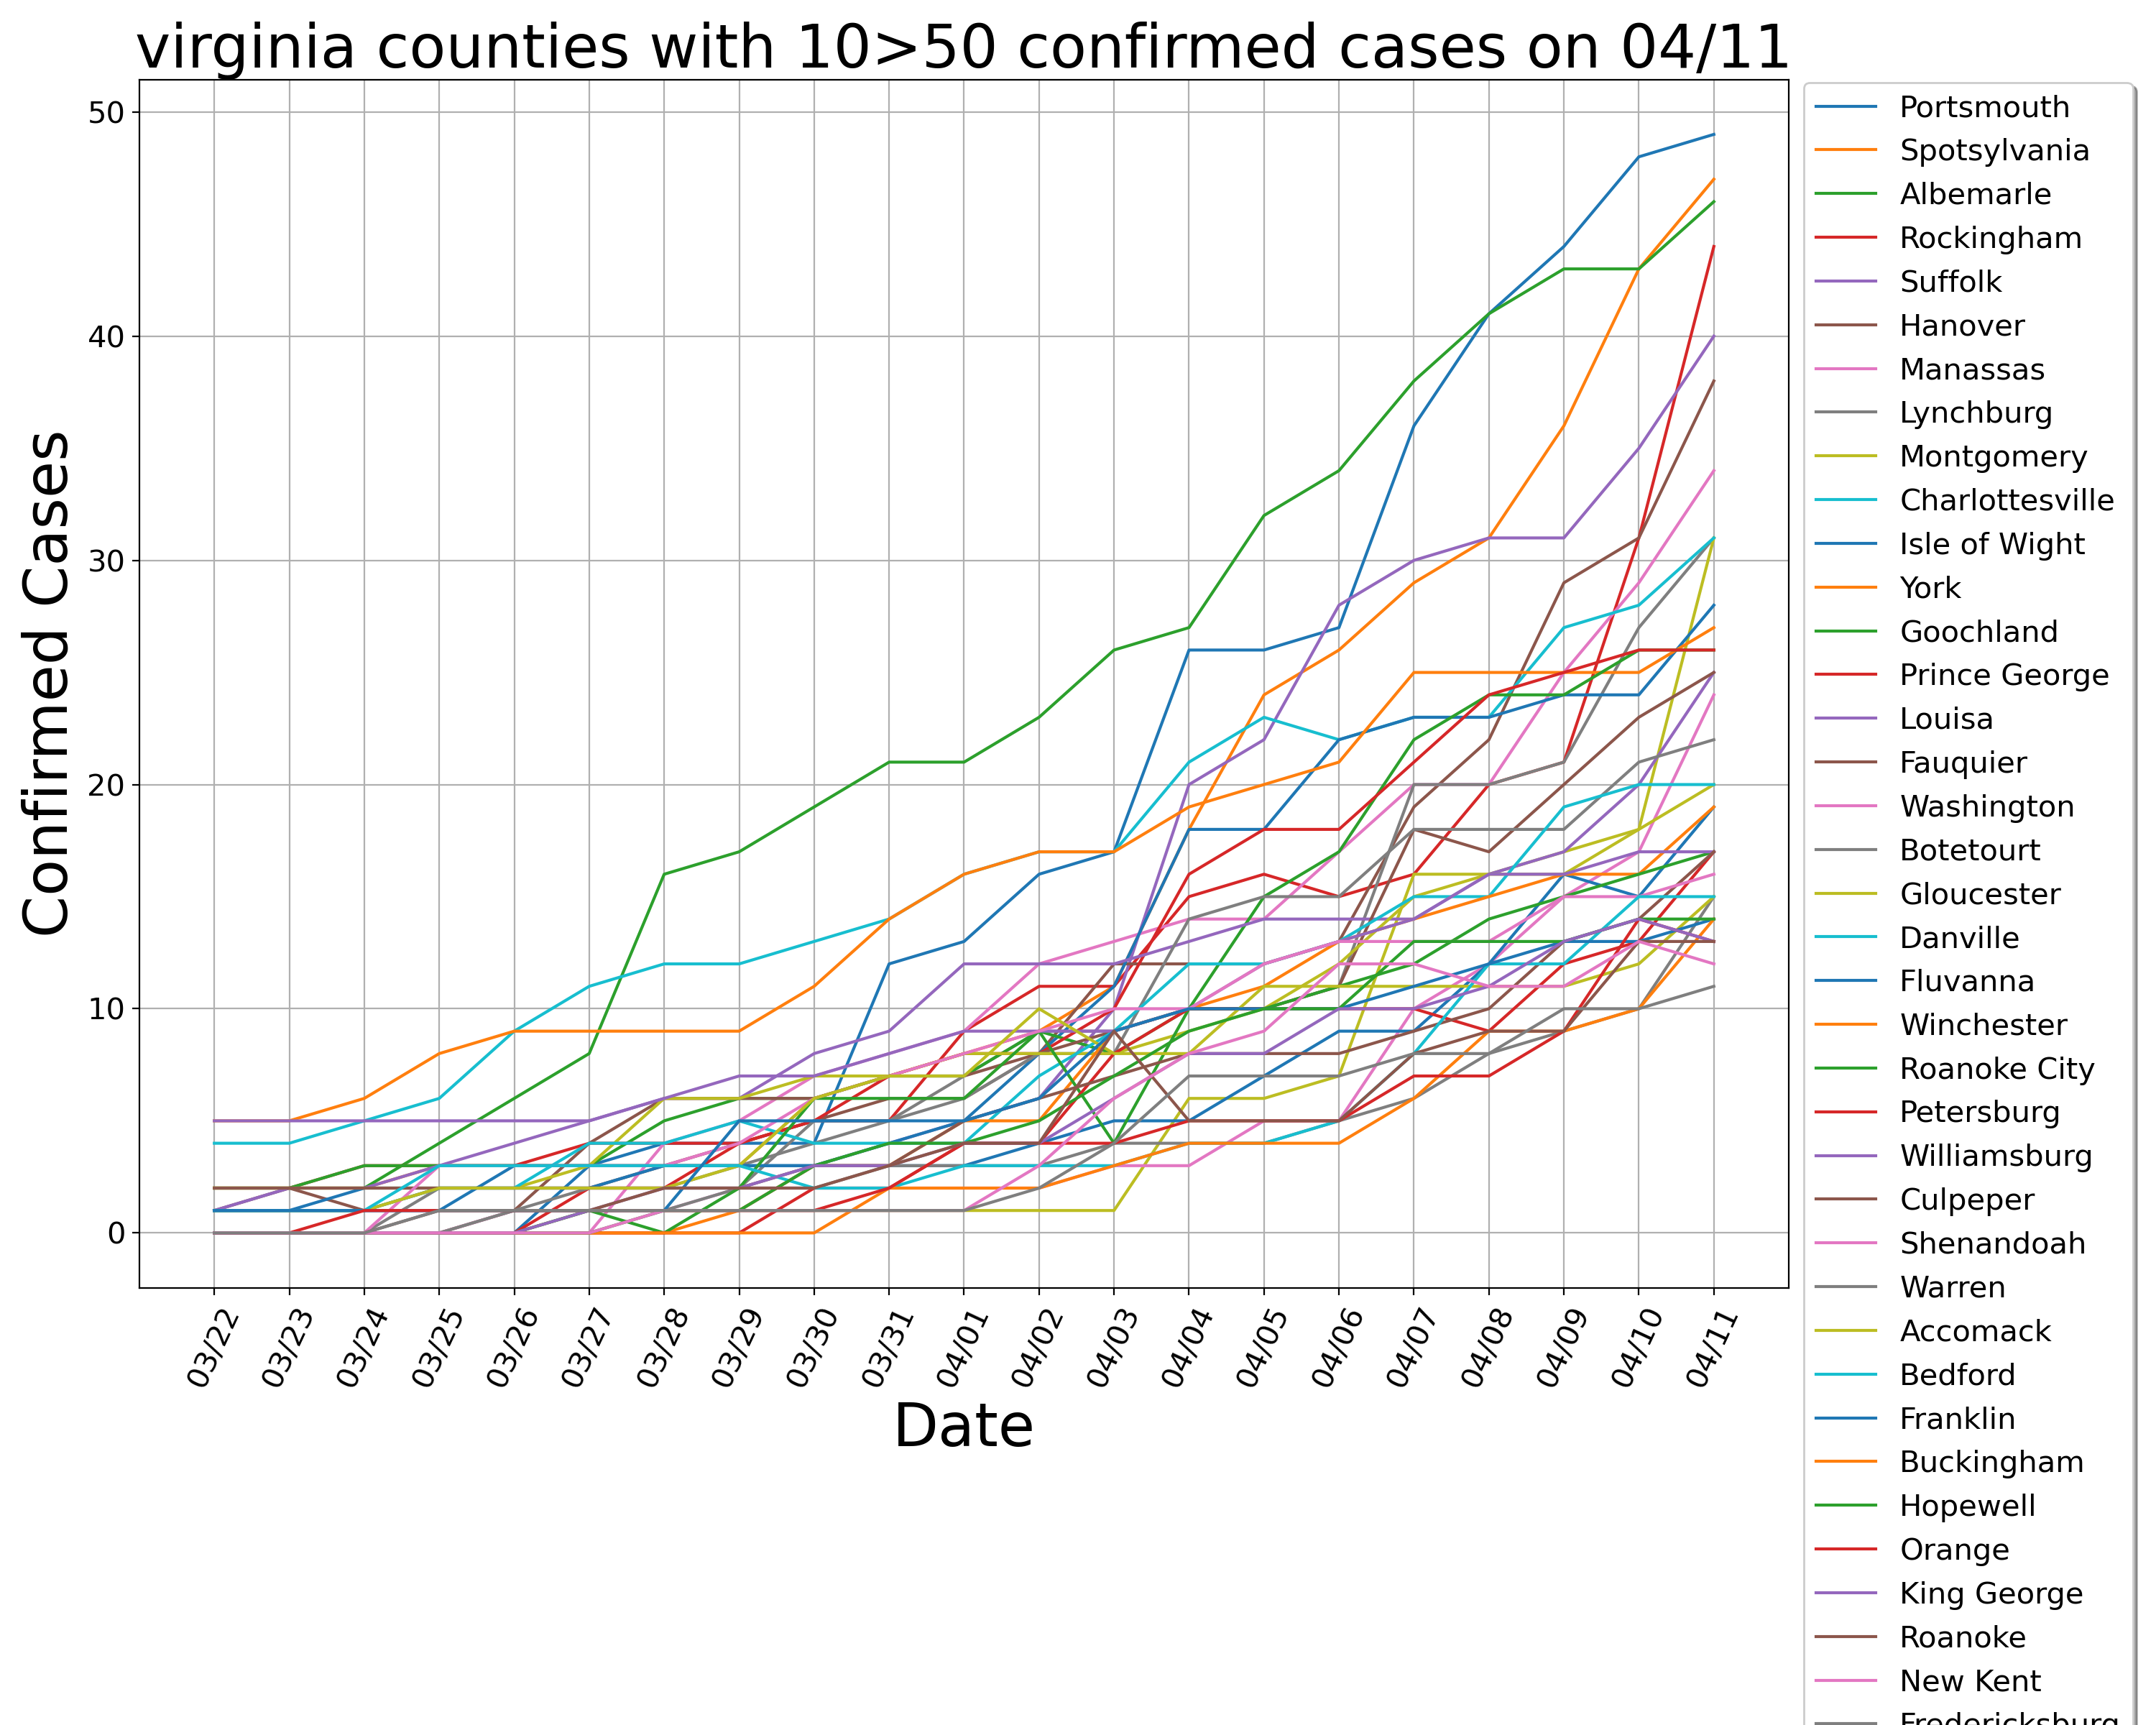 virginia counties with 10>50 confirmed cases on 04/11
Confirmed Cases
50
40
30
20
10
0
03/22
03/23
03/24
03/25
03/26
03/27
03/28
03/29
03/30
03/31
04/01
04/02
04/03
04/04
04/05
04/06
04/07
04/08
04/09
04/10
04/11
Date
Portsmouth
Spotsylvania
Albemarle
Rockingham
Suffolk
Hanover
Manassas
Lynchburg
Montgomery
Charlottesville
Isle of Wight
York
Goochland
Prince George
Louisa
Fauquier
Washington
Botetourt
Gloucester
Danville
Fluvanna
Winchester
Roanoke City
Petersburg
Williamsburg
Culpeper
Shenandoah
Warren
Accomack
Bedford
Franklin
Buckingham
Hopewell
Orange
King George
Roanoke
New Kent
Fredericksburg